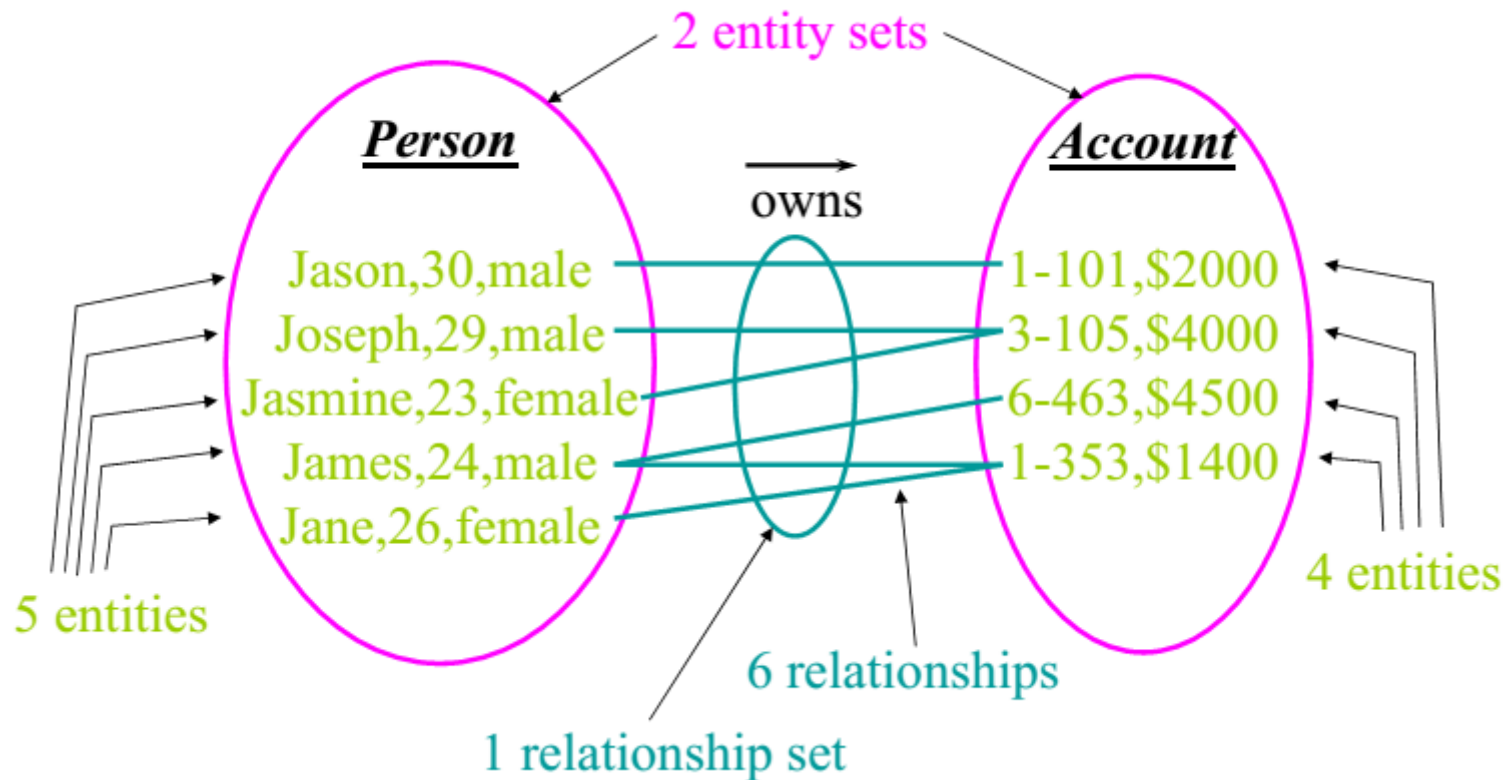 2 entity sets
Person
Account
owns
Jason,30,male
1-101,$2000
Joseph,29,male
3-105,$4000
Jasmine,23,female
6-463,$4500
James,24,male
1-353,$1400
Jane,26,female
5 entities
4 entities
6 relationships
1 relationship set